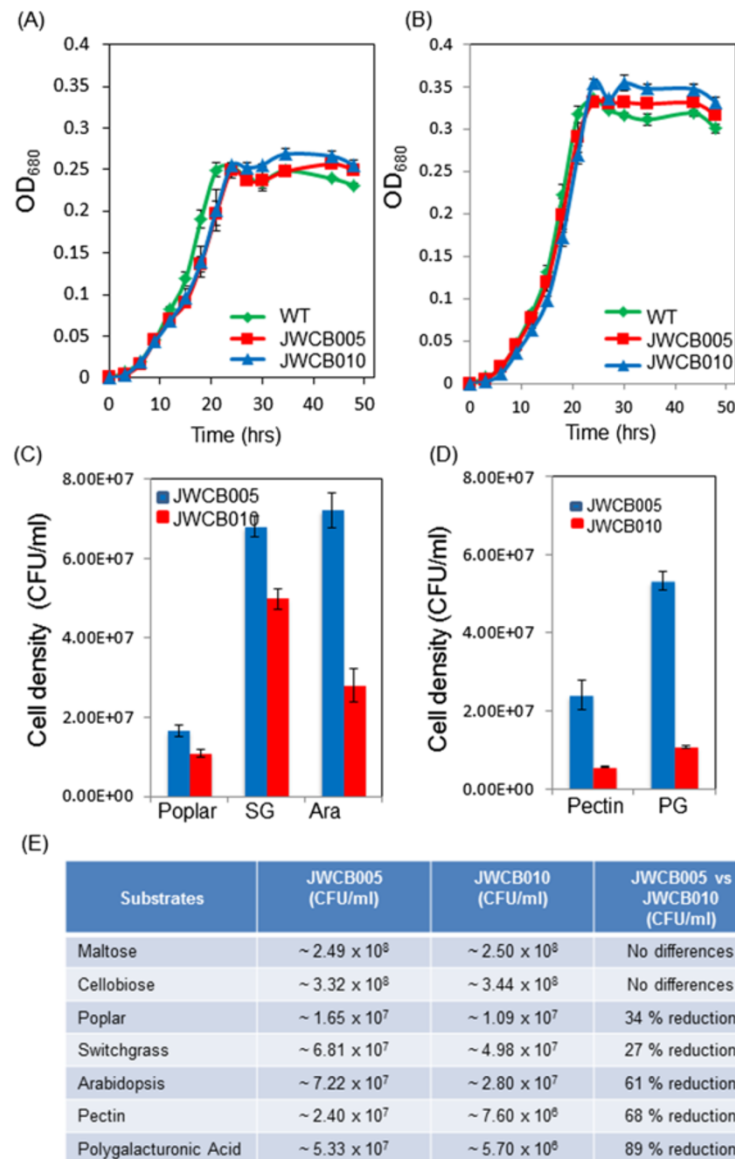 (A)
0.4
0.35
0.3
0.25
0.2
0.15
0.1
0.05
0
OD680
WT
JWCB005
JWCB010
0 10 20 30 40 50
Time (hrs)
(B)
0.4
0.35
0.3
0.25
0.2
0.15
0.1
0.05
0
OD680
WT
JWCB005
JWCB010
0 10 20 30 40 50
Time (hrs)
(C)
8.00E+07
6.00E+07
4.00E+07
2.00E+07
0.00E+00
Cell density (CFU/ml)
JWCB005
JWCB010
Poplar SG Ara
(D)
8.00E+07
6.00E+07
4.00E+07
2.00E+07
0.00E+00
Cell density (CFU/ml)
JWCB005
JWCB010
Pectin PG
(E)
Substrates JWCB005 (CFU/ml) JWCB010 (CFU/ml) JWCB005 vs JWCB010 (CFU/ml)
Maltose ~ 2.49 x 10⁸ ~ 2.50 x 10⁸ No differences
Cellobiose ~ 3.32 x 10⁸ ~ 3.44 x 10⁸ No differences
Poplar ~ 1.65 x 10⁷ ~ 1.09 x 10⁷ 34 % reduction
Switchgrass ~ 6.81 x 10⁷ ~ 4.98 x 10⁷ 27 % reduction
Arabidopsis ~ 7.22 x 10⁷ ~ 2.80 x 10⁷ 61 % reduction
Pectin ~ 2.40 x 10⁷ ~ 7.60 x 10⁶ 68 % reduction
Polygalacturonic Acid ~ 5.33 x 10⁷ ~ 5.70 x 10⁶ 89 % reduction